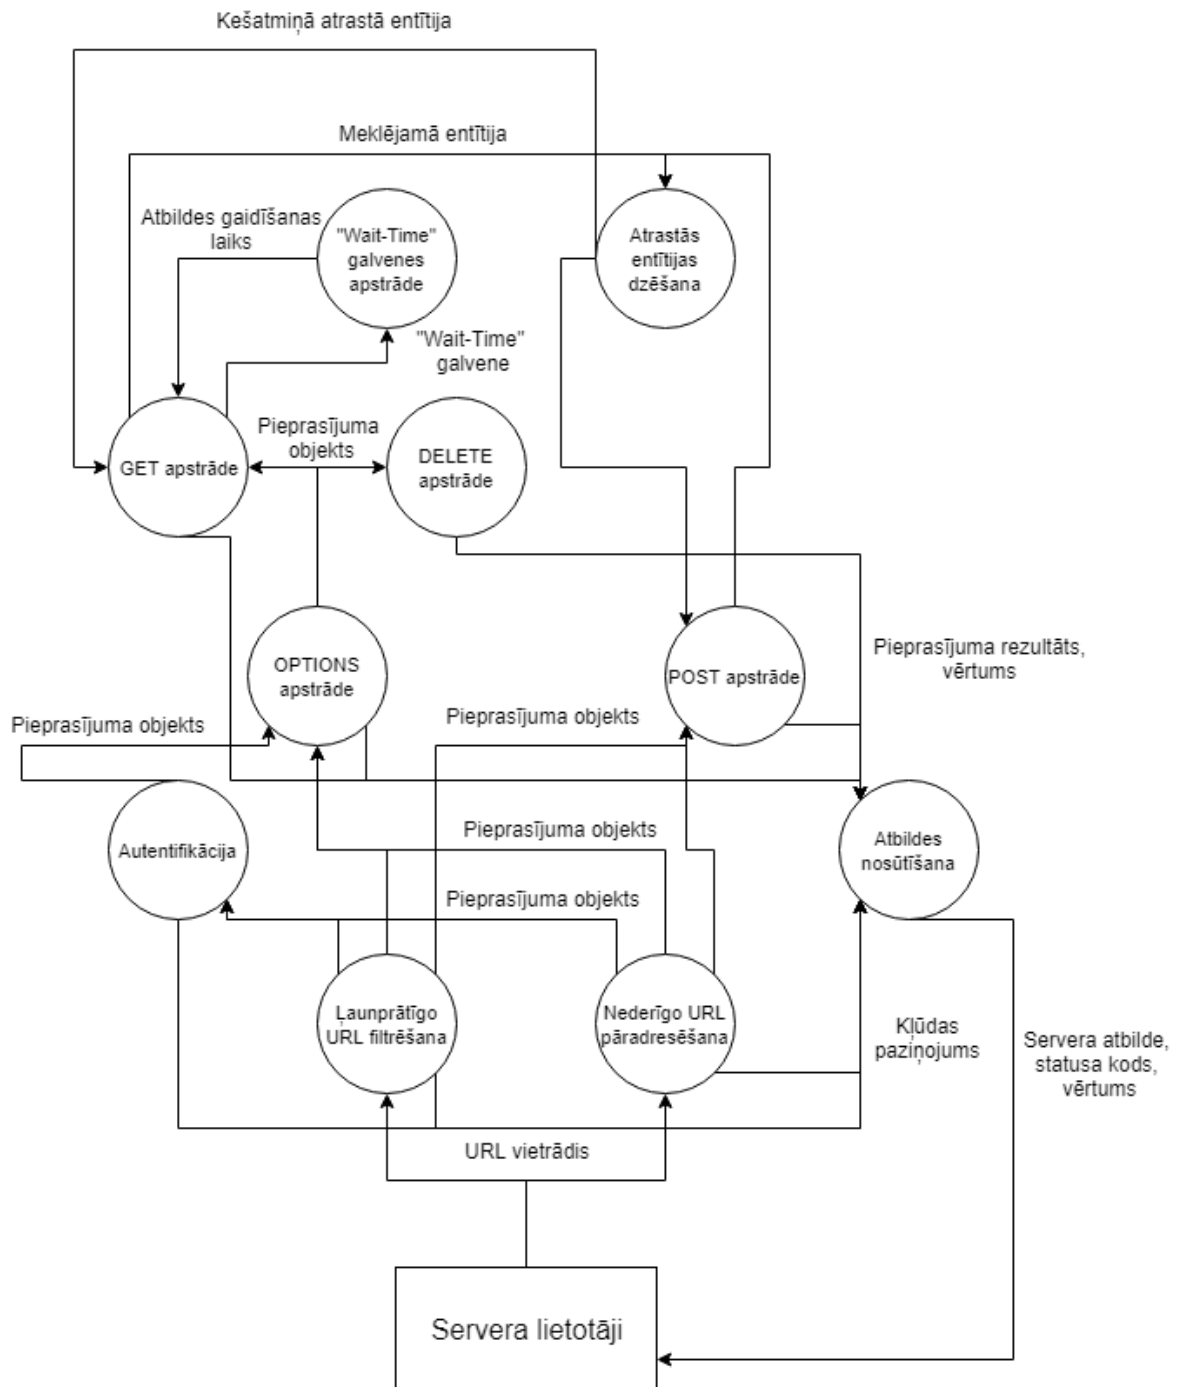 Kešatmiņā atrastā entītija
Meklējamā entītija
Atbildes gaidīšanas
laiks
"Wait-Time"
galvenes
apstrāde
Atrastās
entītijas
dzēšana
"Wait-Time"
galvene
Pieprasījuma
objekts
GET apstrāde
DELETE
apstrāde
OPTIONS
apstrāde
POST apstrāde
Pieprasījuma rezultāts,
vērtums
Pieprasījuma objekts
Pieprasījuma objekts
Autentifikācija
Pieprasījuma objekts
Atbildes
nosūtīšana
Pieprasījuma objekts
Ļaunprātīgo
URL filtrēšana
Nederīgo URL
pāradresēšana
Kļūdas
paziņojums
Servera atbilde,
statusa kods,
vērtums
URL vietrādis
Servera lietotāji